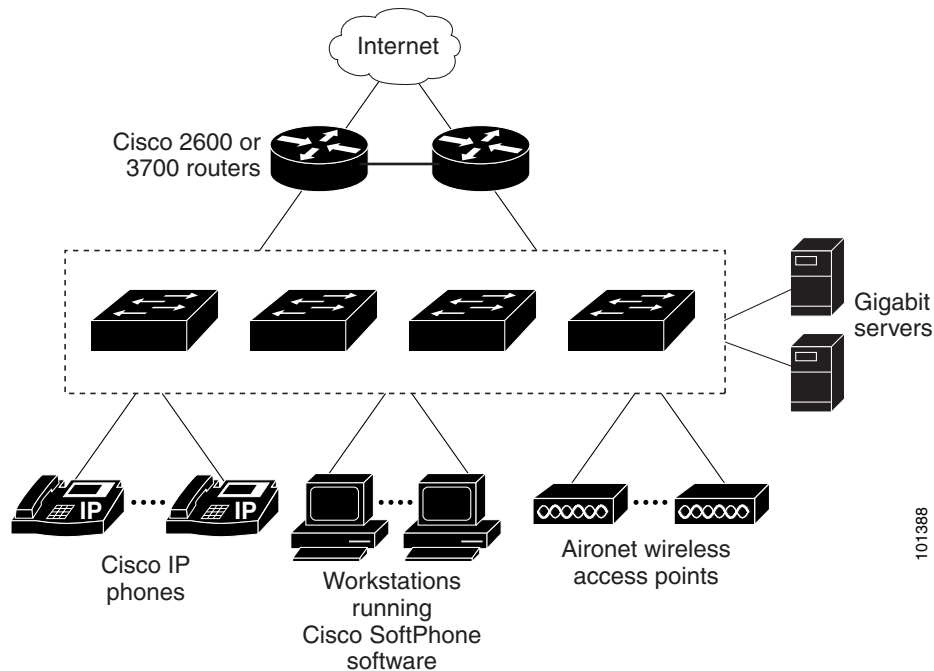 Internet
Cisco 2600 or
3700 routers
Gigabit
servers
IP
IP
Cisco IP
phones
Workstations
running
Cisco SoftPhone
software
Aironet wireless
access points
101388